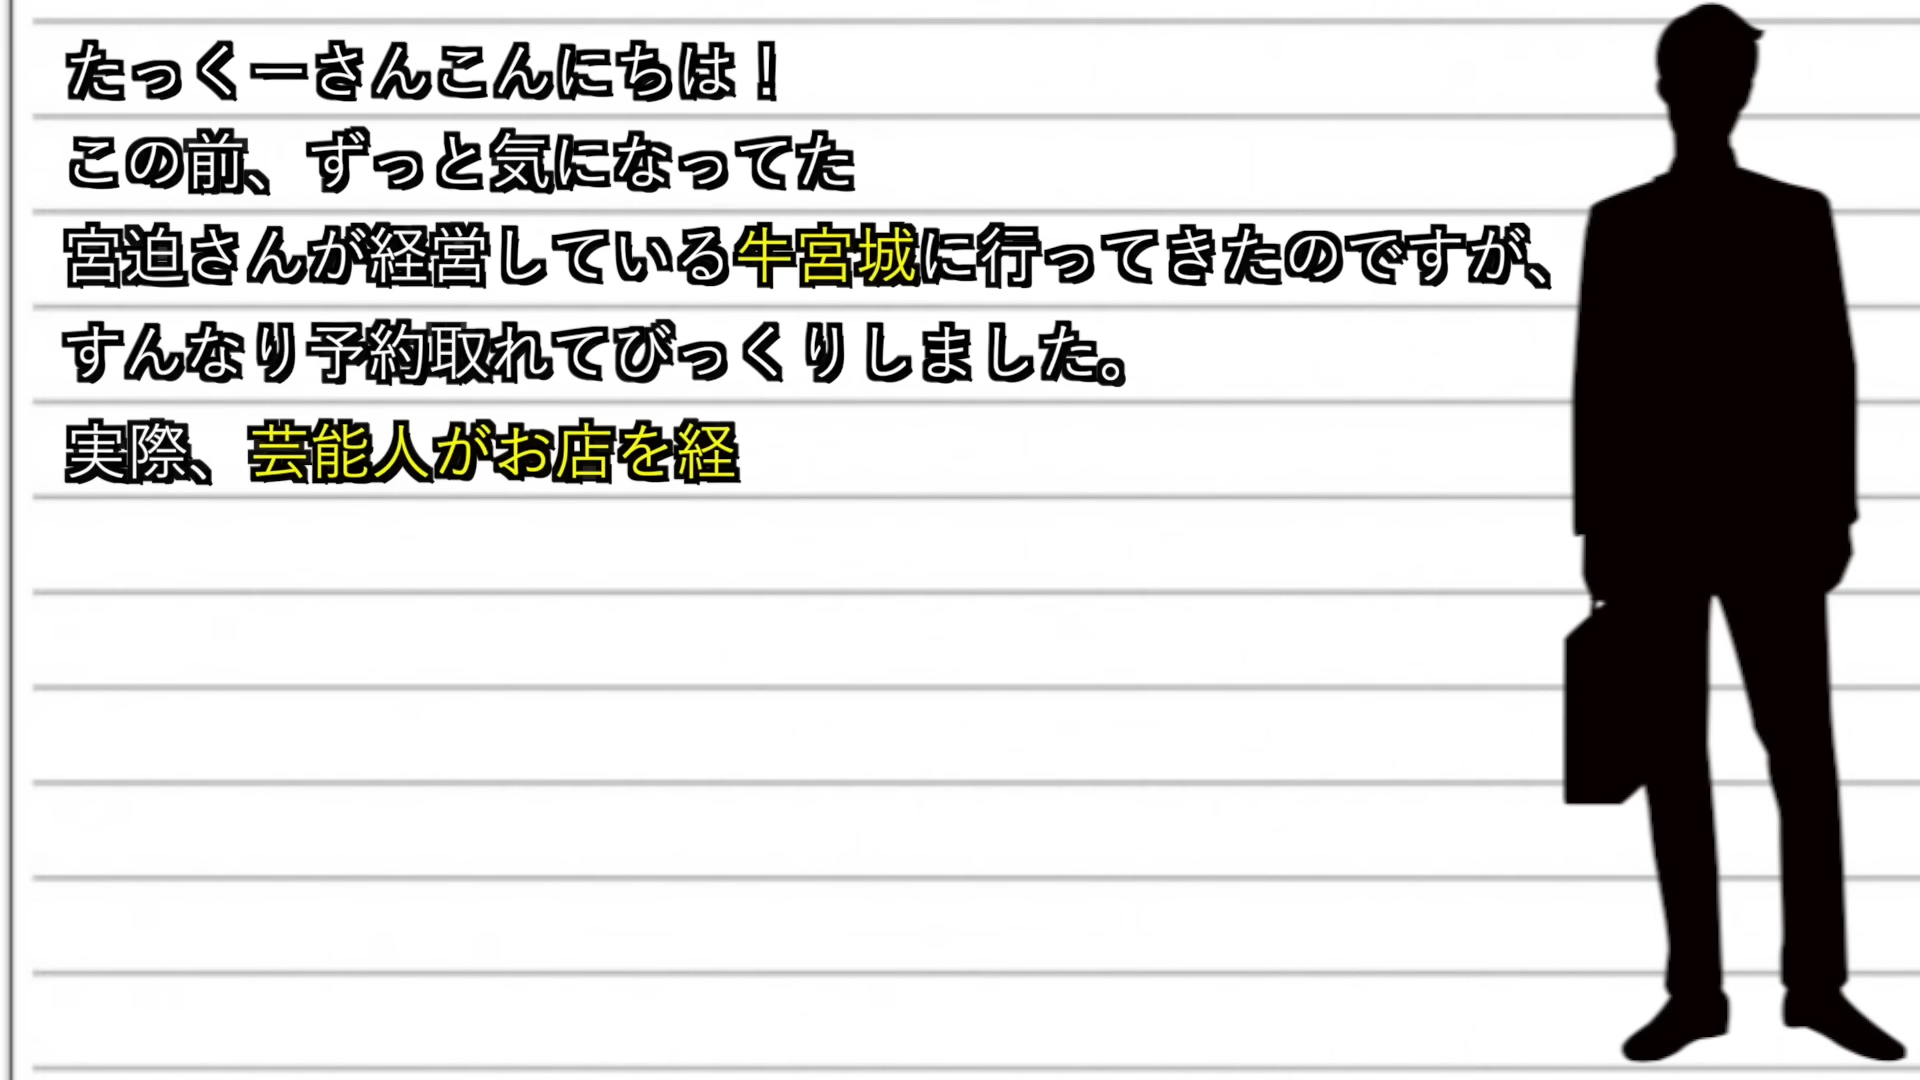 たっくーさんこんにちは！
この前、ずっと気になってた
宮迫さんが経営している牛宮城に行ってきたのですが、
すんなり予約取れてびっくりしました。
実際、芸能人がお店を経